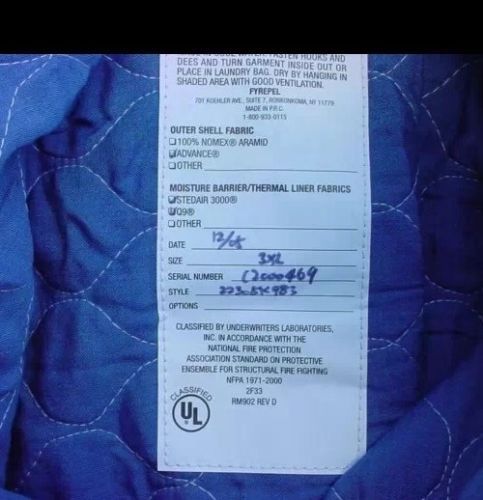 DEES AND TURN GARMENT INSIDE OUT OR
PLACE IN LAUNDRY BAG. DRY BY HANGING IN
SHADED AREA WITH GOOD VENTILATION.
FYREPEL
701 KOEHLER AVE., SUITE 7, RONKONKOMA, NY 11779
MADE IN P.R.C.
1-800-933-0115
OUTER SHELL FABRIC
100% NOMEX® ARAMID
ADVANCE®
OTHER
MOISTURE BARRIER/THERMAL LINER FABRICS
STEDAIR 3000®
Q9®
OTHER
DATE 12/05
SIZE 3XL
SERIAL NUMBER
STYLE
OPTIONS
CLASSIFIED BY UNDERWRITERS LABORATORIES,
INC. IN ACCORDANCE WITH THE
NATIONAL FIRE PROTECTION
ASSOCIATION STANDARD ON PROTECTIVE
ENSEMBLE FOR STRUCTURAL FIRE FIGHTING
NFPA 1971-2000
2F33
RM902 REV D
CLASSIFIED
UL